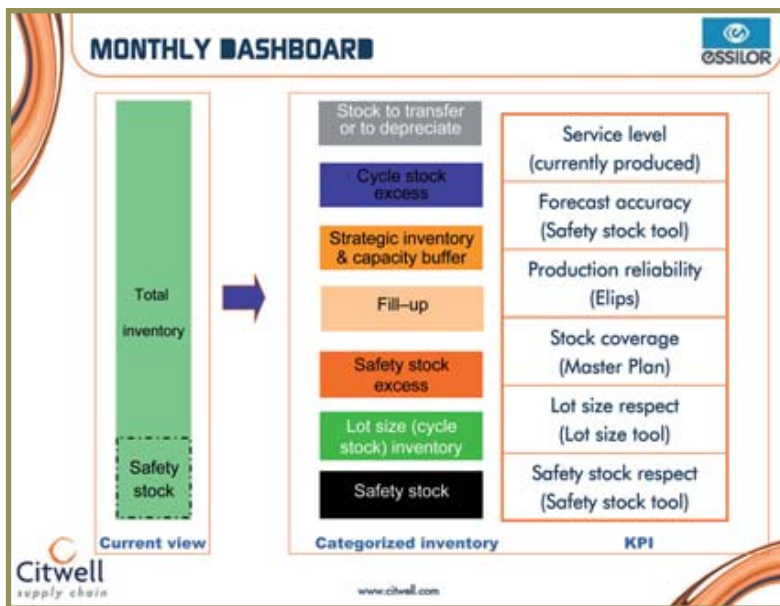 MONTHLY DASHBOARD
essilor
Total
inventory
Safety
stock
Current view
Stock to transfer
or to depreciate
Cycle stock
excess
Strategic inventory
& capacity buffer
Fill–up
Safety stock
excess
Lot size (cycle
stock) inventory
Safety stock
Categorized inventory
Service level
(currently produced)
Forecast accuracy
(Safety stock tool)
Production reliability
(Elips)
Stock coverage
(Master Plan)
Lot size respect
(Lot size tool)
Safety stock respect
(Safety stock tool)
KPI
Citwell
supply chain
www.citwell.com